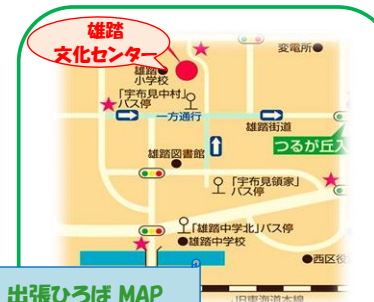 雄踏
文化センター
変電所
雄踏
小学校
「宇布見中村」
バス停
一方通行
雄踏街道
つるが丘入
雄踏図書館
「宇布見領家」
バス停
「雄踏中学北」バス停
雄踏中学校
西区役
出張ひろば MAP
JR東海道本線